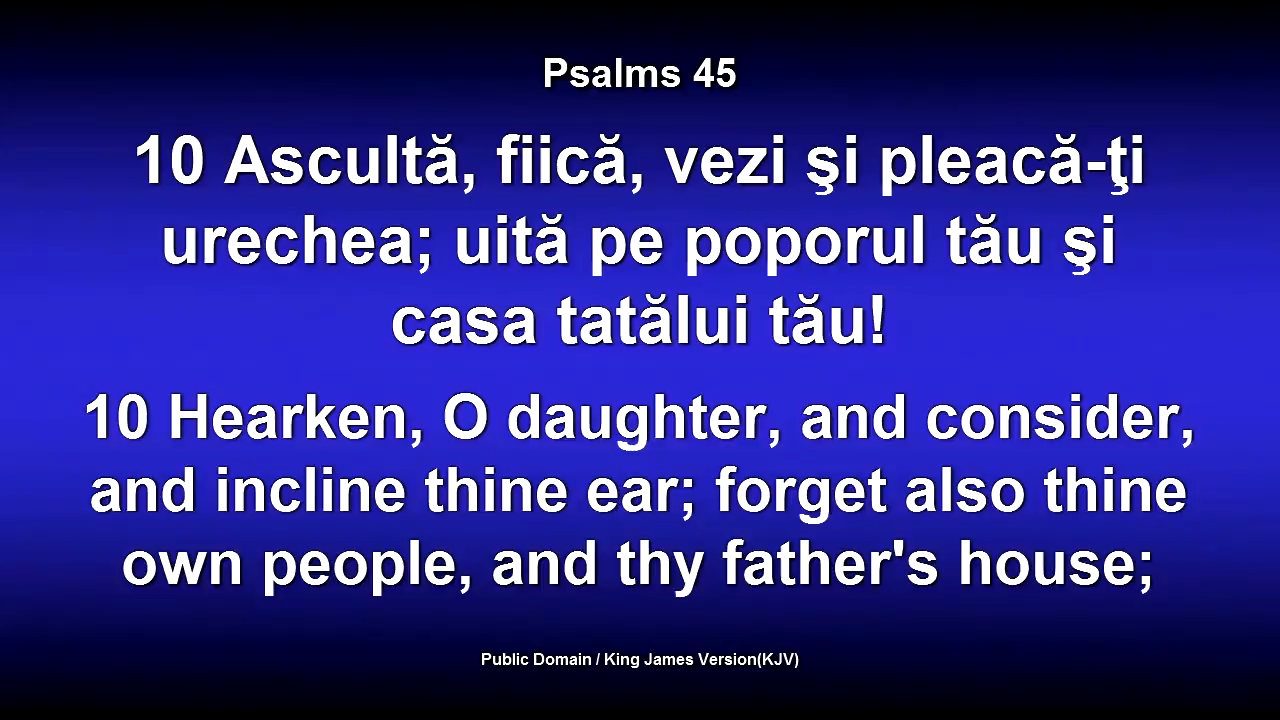 Psalms 45
10 Ascultă, fiică, vezi şi pleacă-ţi
urechea; uită pe poporul tău şi
casa tatălui tău!
10 Hearken, O daughter, and consider,
and incline thine ear; forget also thine
own people, and thy father's house;
Public Domain / King James Version(KJV)